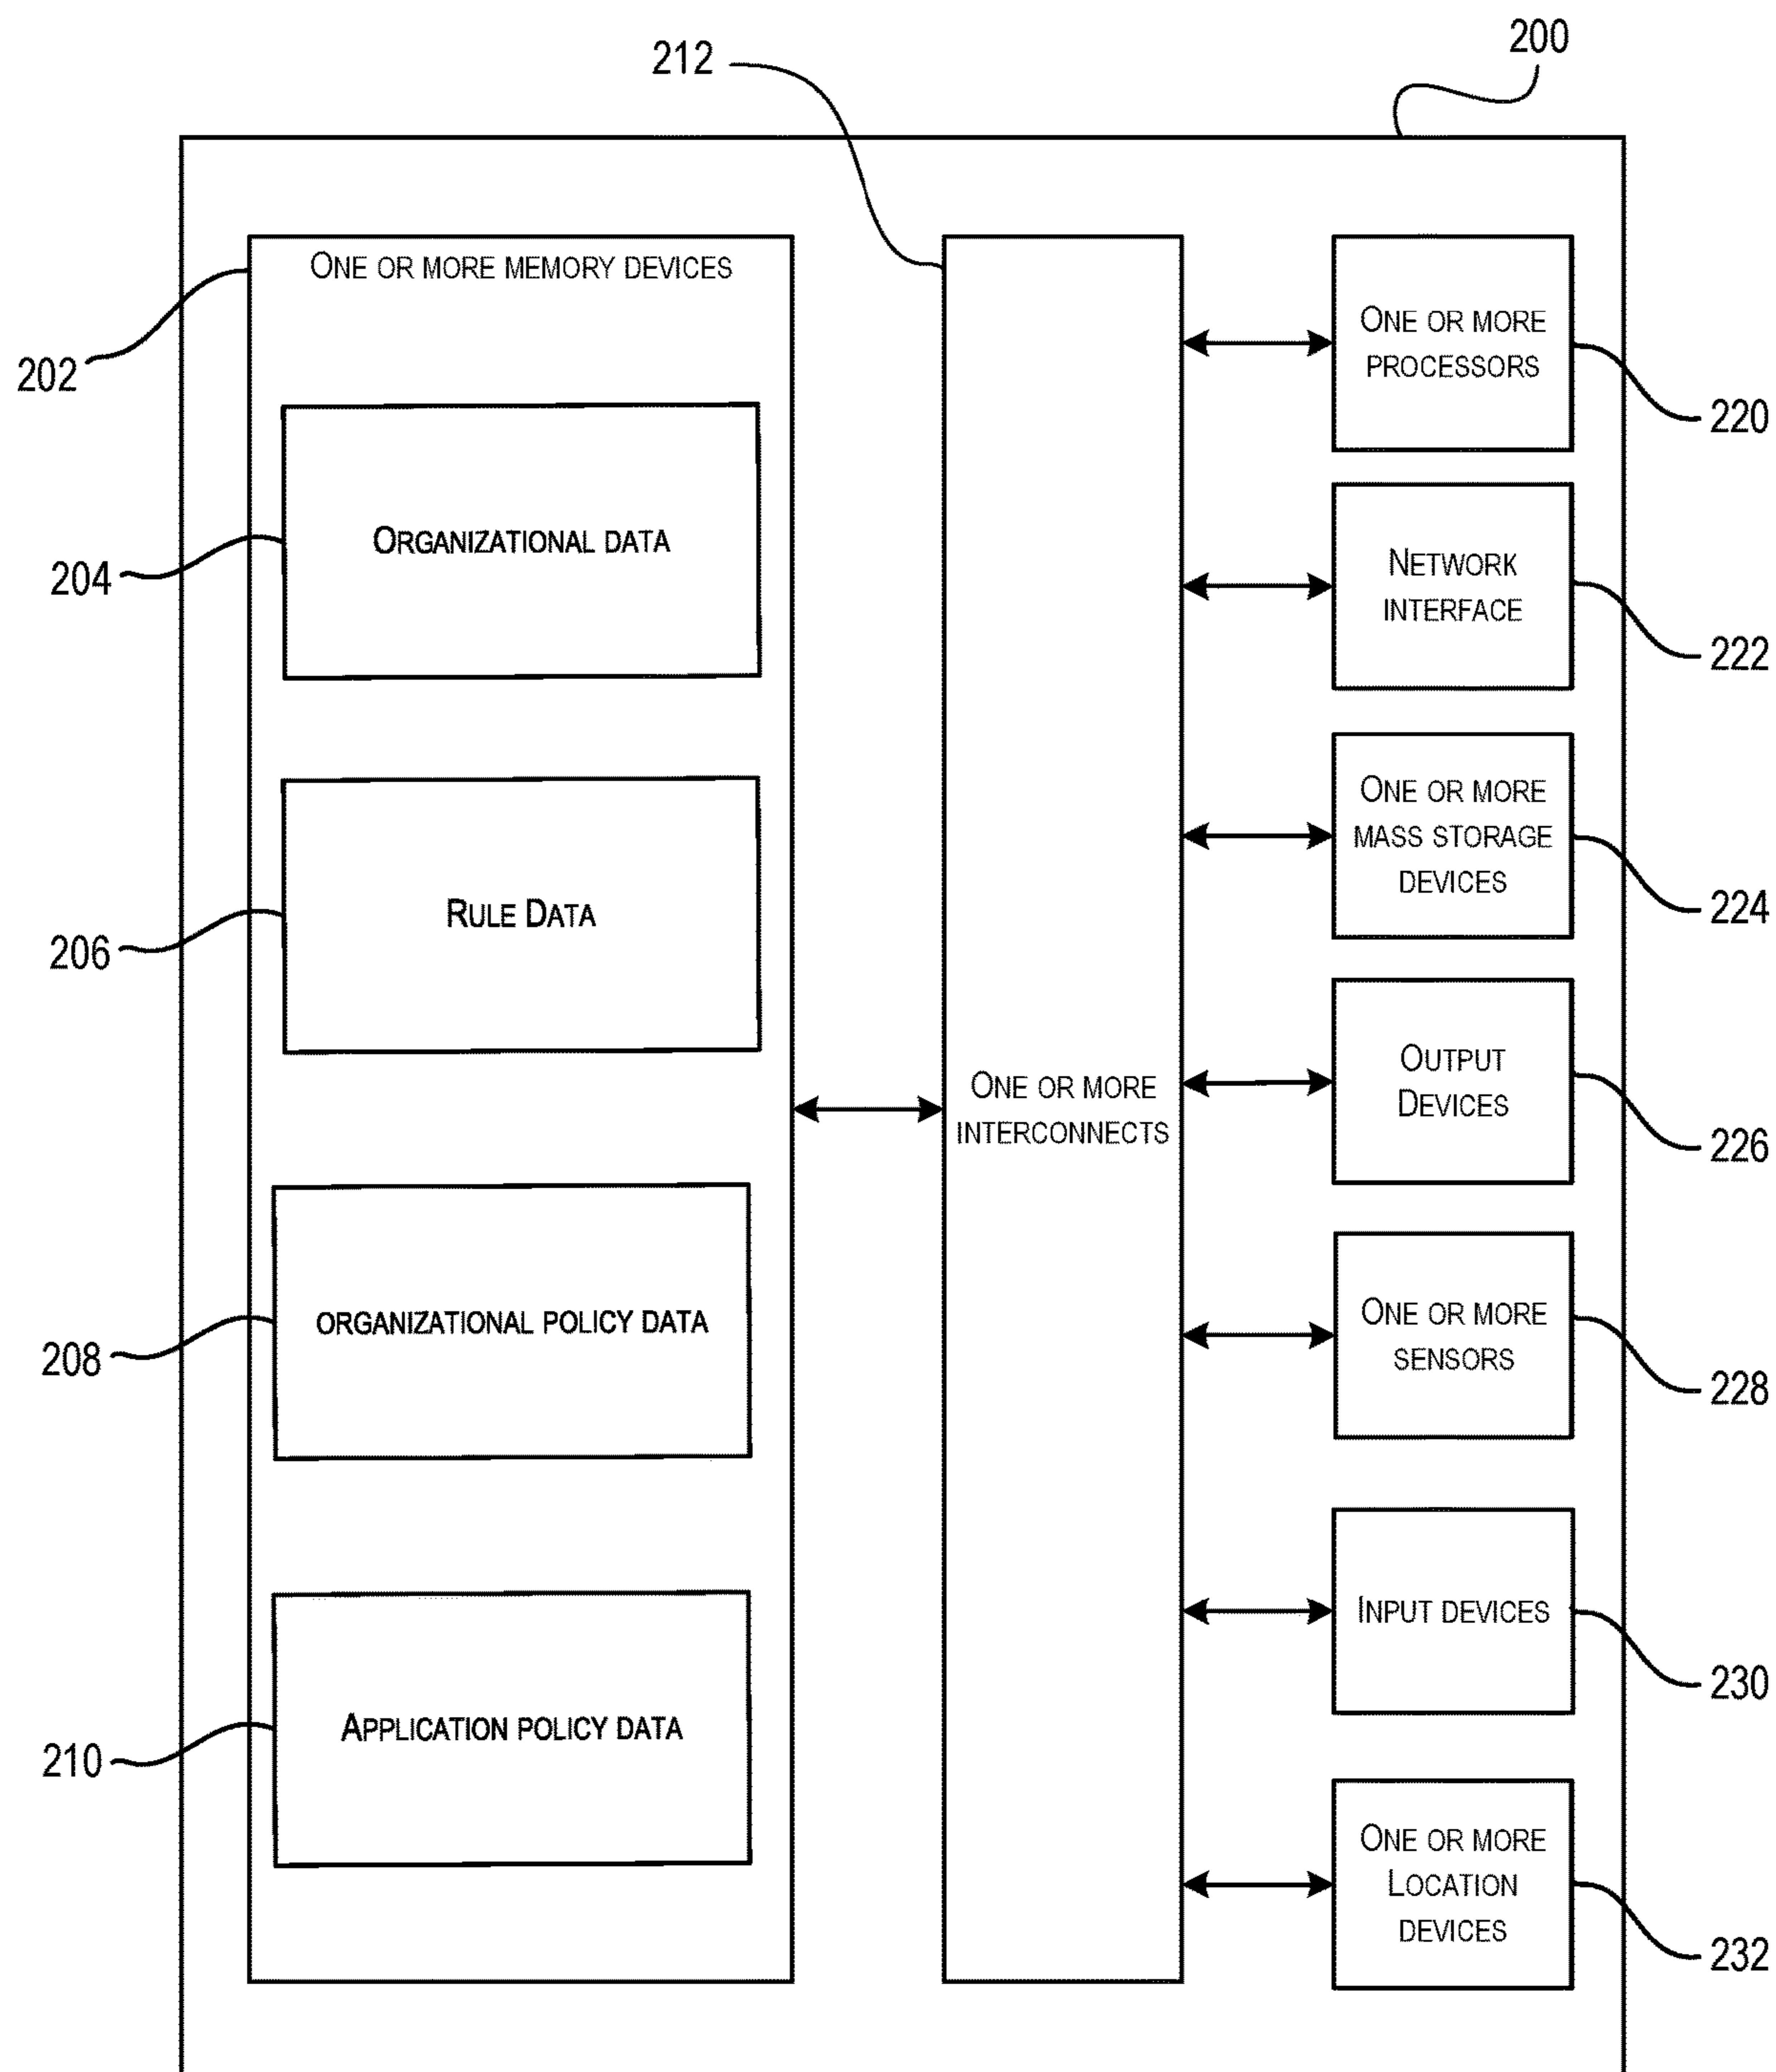 212
200
ONE OR MORE MEMORY DEVICES
202
ORGANIZATIONAL DATA
204
RULE DATA
206
ORGANIZATIONAL POLICY DATA
208
APPLICATION POLICY DATA
210
ONE OR MORE
INTERCONNECTS
ONE OR MORE
PROCESSORS
220
NETWORK
INTERFACE
222
ONE OR MORE
MASS STORAGE
DEVICES
224
OUTPUT
DEVICES
226
ONE OR MORE
SENSORS
228
INPUT DEVICES
230
ONE OR MORE
LOCATION
DEVICES
232